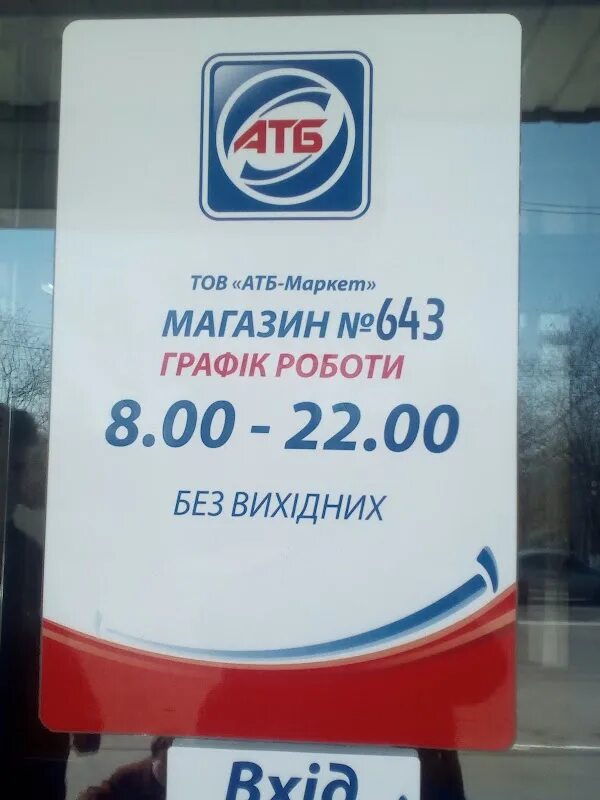 АТБ
ТОВ «АТБ-Маркет»
МАГАЗИН №643
ГРАФІК РОБОТИ
8.00 - 22.00
БЕЗ ВИХІДНИХ
Вхід